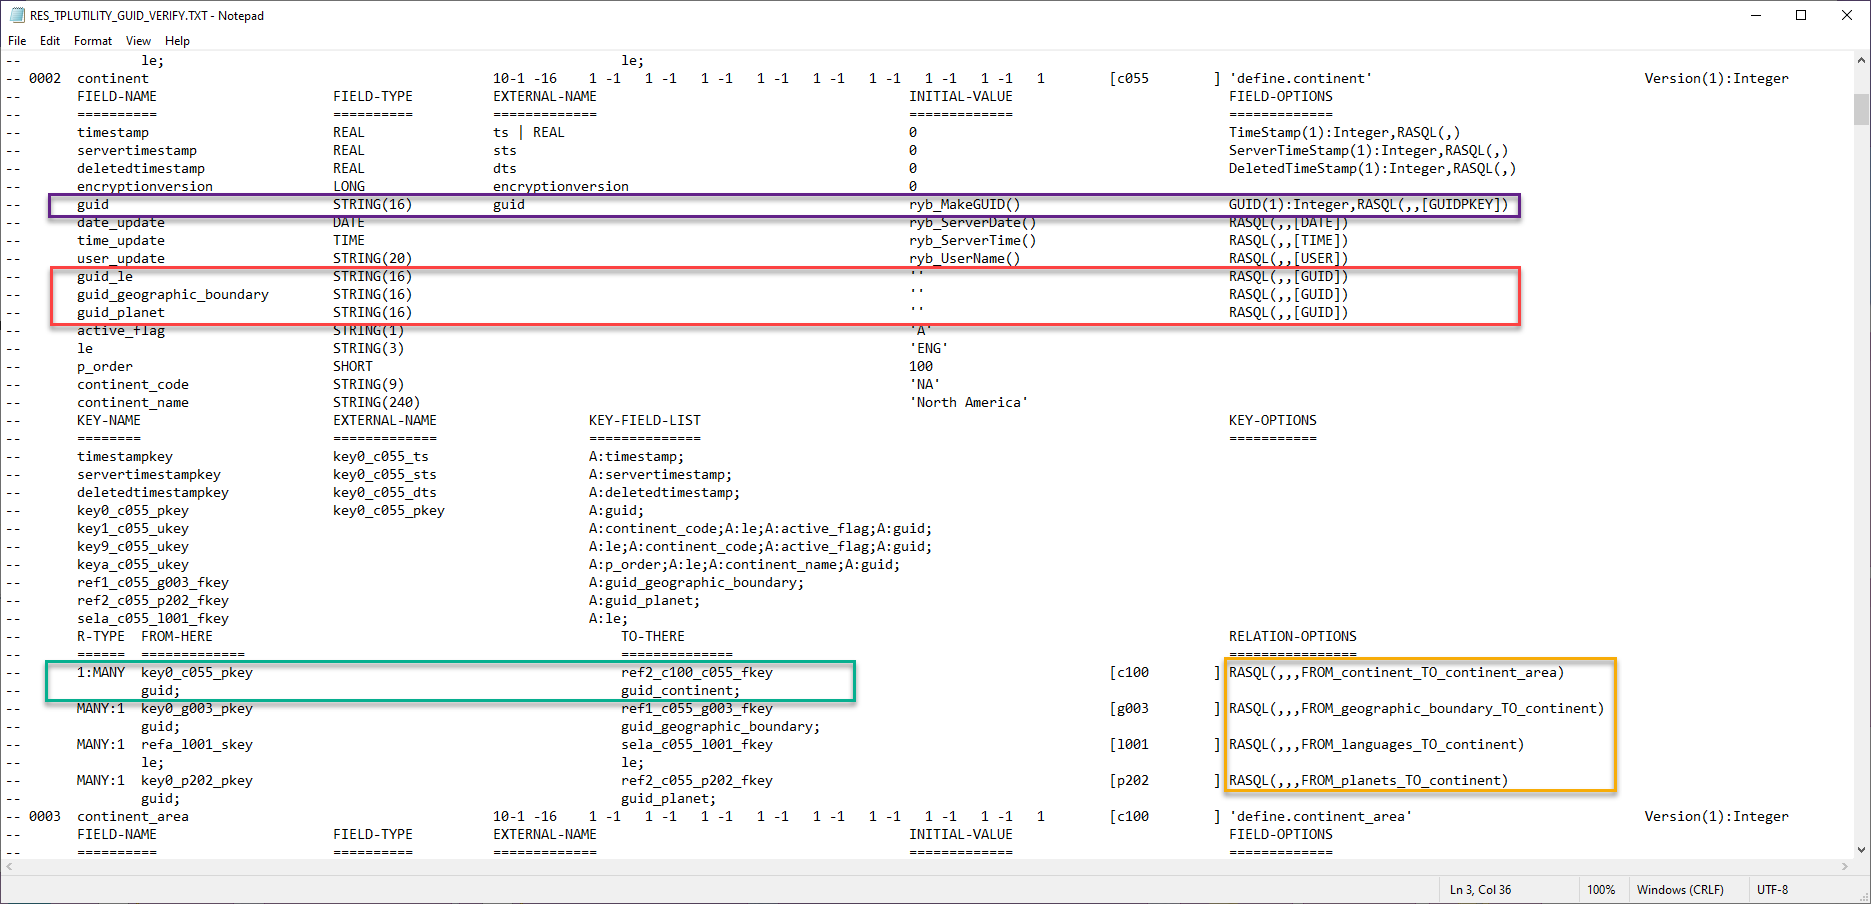 RES_TPLUTILITY_GUID_VERIFY.TXT - Notepad
File Edit Format View Help
-- le; le;
-- 0002 continent 10-1 -16 1 -1 1 -1 1 -1 1 -1 1 -1 1 -1 1 -1 1 -1 1 [c055 ] 'define.continent' Version(1):Integer
-- FIELD-NAME FIELD-TYPE EXTERNAL-NAME INITIAL-VALUE FIELD-OPTIONS
-- ========== ========== ============= ============= =============
-- timestamp REAL ts | REAL 0 TimeStamp(1):Integer,RASQL(,)
-- servertimestamp REAL sts 0 ServerTimeStamp(1):Integer,RASQL(,)
-- deletedtimestamp REAL dts 0 DeletedTimeStamp(1):Integer,RASQL(,)
-- encryptionversion LONG encryptionversion 0
-- guid STRING(16) guid ryb_MakeGUID() GUID(1):Integer,RASQL(,,[GUIDPKEY])
-- date_update DATE ryb_ServerDate() RASQL(,,[DATE])
-- time_update TIME ryb_ServerTime() RASQL(,,[TIME])
-- user_update STRING(20) ryb_UserName() RASQL(,,[USER])
-- guid_le STRING(16) '' RASQL(,,[GUID])
-- guid_geographic_boundary STRING(16) '' RASQL(,,[GUID])
-- guid_planet STRING(16) '' RASQL(,,[GUID])
-- active_flag STRING(1) 'A'
-- le STRING(3) 'ENG'
-- p_order SHORT 100
-- continent_code STRING(9) 'NA'
-- continent_name STRING(240) 'North America'
-- KEY-NAME EXTERNAL-NAME KEY-FIELD-LIST KEY-OPTIONS
-- ======== ============= ============== ===========
-- timestampkey key0_c055_ts A:timestamp;
-- servertimestampkey key0_c055_sts A:servertimestamp;
-- deletedtimestampkey key0_c055_dts A:deletedtimestamp;
-- key0_c055_pkey key0_c055_pkey A:guid;
-- key1_c055_ukey A:continent_code;A:le;A:active_flag;A:guid;
-- key9_c055_ukey A:le;A:continent_code;A:active_flag;A:guid;
-- keya_c055_ukey A:p_order;A:le;A:continent_name;A:guid;
-- ref1_c055_g003_fkey A:guid_geographic_boundary;
-- ref2_c055_p202_fkey A:guid_planet;
-- sela_c055_l001_fkey A:le;
-- R-TYPE FROM-HERE TO-THERE RELATION-OPTIONS
-- ====== ============= ============== ================
-- 1:MANY key0_c055_pkey ref2_c100_c055_fkey [c100 ] RASQL(,,,FROM_continent_TO_continent_area)
-- guid; guid_continent;
-- MANY:1 key0_g003_pkey ref1_c055_g003_fkey [g003 ] RASQL(,,,FROM_geographic_boundary_TO_continent)
-- guid; guid_geographic_boundary;
-- MANY:1 refa_l001_skey sela_c055_l001_fkey [l001 ] RASQL(,,,FROM_languages_TO_continent)
-- le; le;
-- MANY:1 key0_p202_pkey ref2_c055_p202_fkey [p202 ] RASQL(,,,FROM_planets_TO_continent)
-- guid; guid_planet;
-- 0003 continent_area 10-1 -16 1 -1 1 -1 1 -1 1 -1 1 -1 1 -1 1 -1 1 -1 1 [c100 ] 'define.continent_area' Version(1):Integer
-- FIELD-NAME FIELD-TYPE EXTERNAL-NAME INITIAL-VALUE FIELD-OPTIONS
-- ========== ========== ============= ============= =============
Ln 3, Col 36 100% Windows (CRLF) UTF-8